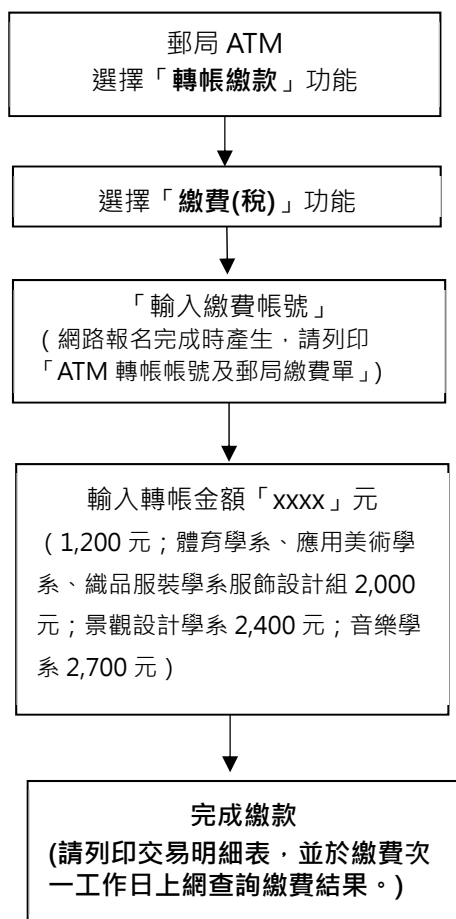 郵局 ATM
選擇「轉帳繳款」功能
選擇「繳費(稅)」功能
「輸入繳費帳號」
(網路報名完成時產生，請列印
「ATM 轉帳帳號及郵局繳費單」)
輸入轉帳金額「xxxx」元
(1,200 元；體育學系、應用美術學
系、織品服裝學系服飾設計組 2,000
元；景觀設計學系 2,400 元；音樂學
系 2,700 元)
完成繳款
(請列印交易明細表，並於繳費次
一工作日上網查詢繳費結果。)